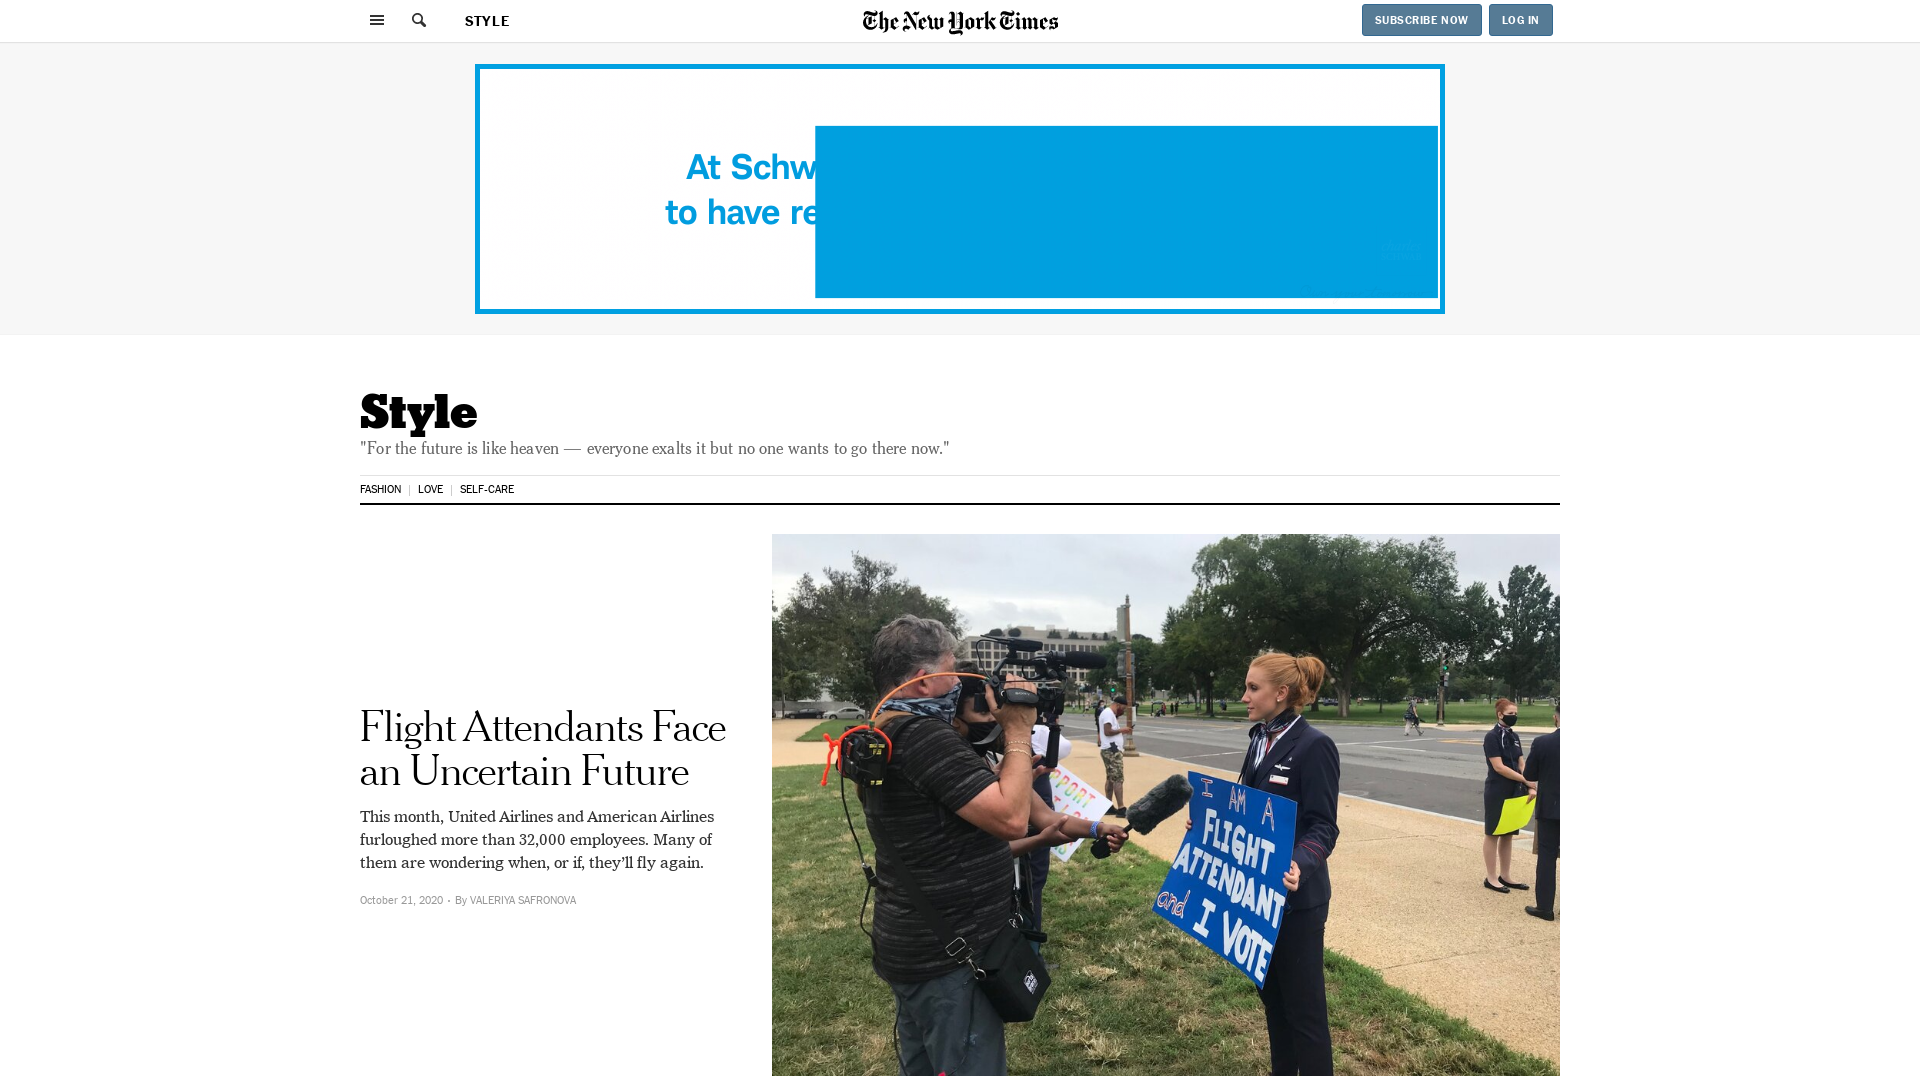 STYLE
The New York Times
SUBSCRIBE NOW
LOG IN
At Schw
to have re
Style
"For the future is like heaven — everyone exalts it but no one wants to go there now."
FASHION
LOVE
SELF-CARE
Flight Attendants Face
an Uncertain Future
This month, United Airlines and American Airlines
furloughed more than 32,000 employees. Many of
them are wondering when, or if, they’ll fly again.
October 21, 2020 • By VALERIYA SAFRONOVA
I AM A
FLIGHT
ATTENDANT
and I VOTE